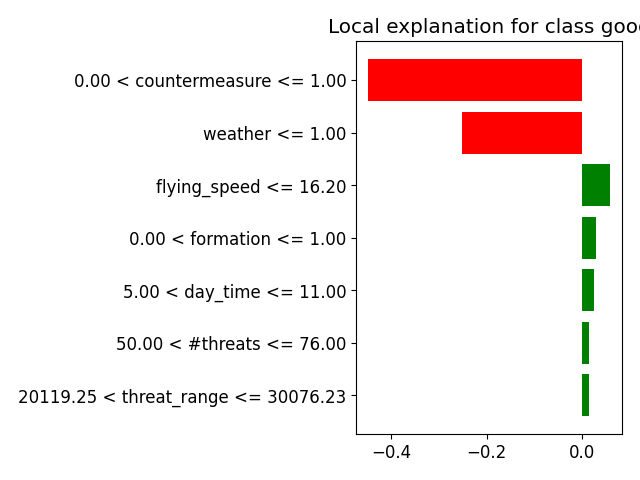 Local explanation for class goo
0.00 < countermeasure <= 1.00
weather <= 1.00
flying_speed <= 16.20
0.00 < formation <= 1.00
5.00 < day_time <= 11.00
50.00 < #threats <= 76.00
20119.25 < threat_range <= 30076.23
−0.4 −0.2 0.0